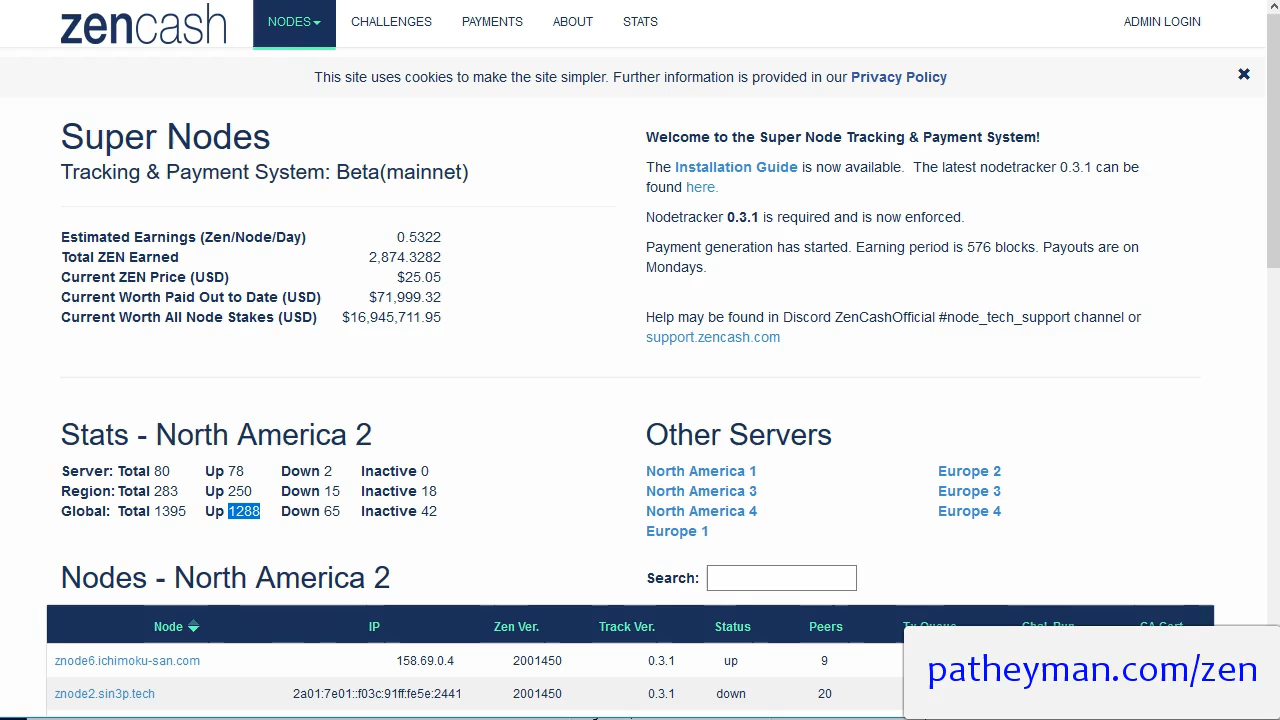 zencash
NODES CHALLENGES PAYMENTS ABOUT STATS ADMIN LOGIN
This site uses cookies to make the site simpler. Further information is provided in our Privacy Policy
Super Nodes
Tracking & Payment System: Beta(mainnet)
Estimated Earnings (Zen/Node/Day) 0.5322
Total ZEN Earned 2,874.3282
Current ZEN Price (USD) $25.05
Current Worth Paid Out to Date (USD) $71,999.32
Current Worth All Node Stakes (USD) $16,945,711.95
Welcome to the Super Node Tracking & Payment System!
The Installation Guide is now available. The latest nodetracker 0.3.1 can be
found here.
Nodetracker 0.3.1 is required and is now enforced.
Payment generation has started. Earning period is 576 blocks. Payouts are on
Mondays.
Help may be found in Discord ZenCashOfficial #node_tech_support channel or
support.zencash.com
Stats - North America 2
Server: Total 80 Up 78 Down 2 Inactive 0
Region: Total 283 Up 250 Down 15 Inactive 18
Global: Total 1395 Up 1288 Down 65 Inactive 42
Other Servers
North America 1 Europe 2
North America 3 Europe 3
North America 4 Europe 4
Europe 1
Nodes - North America 2
Search:
Node IP Zen Ver. Track Ver. Status Peers
znode6.ichimoku-san.com 158.69.0.4 2001450 0.3.1 up 9
znode2.sin3p.tech 2a01:7e01::f03c:91ff:fe5e:2441 2001450 0.3.1 down 20
patheyman.com/zen